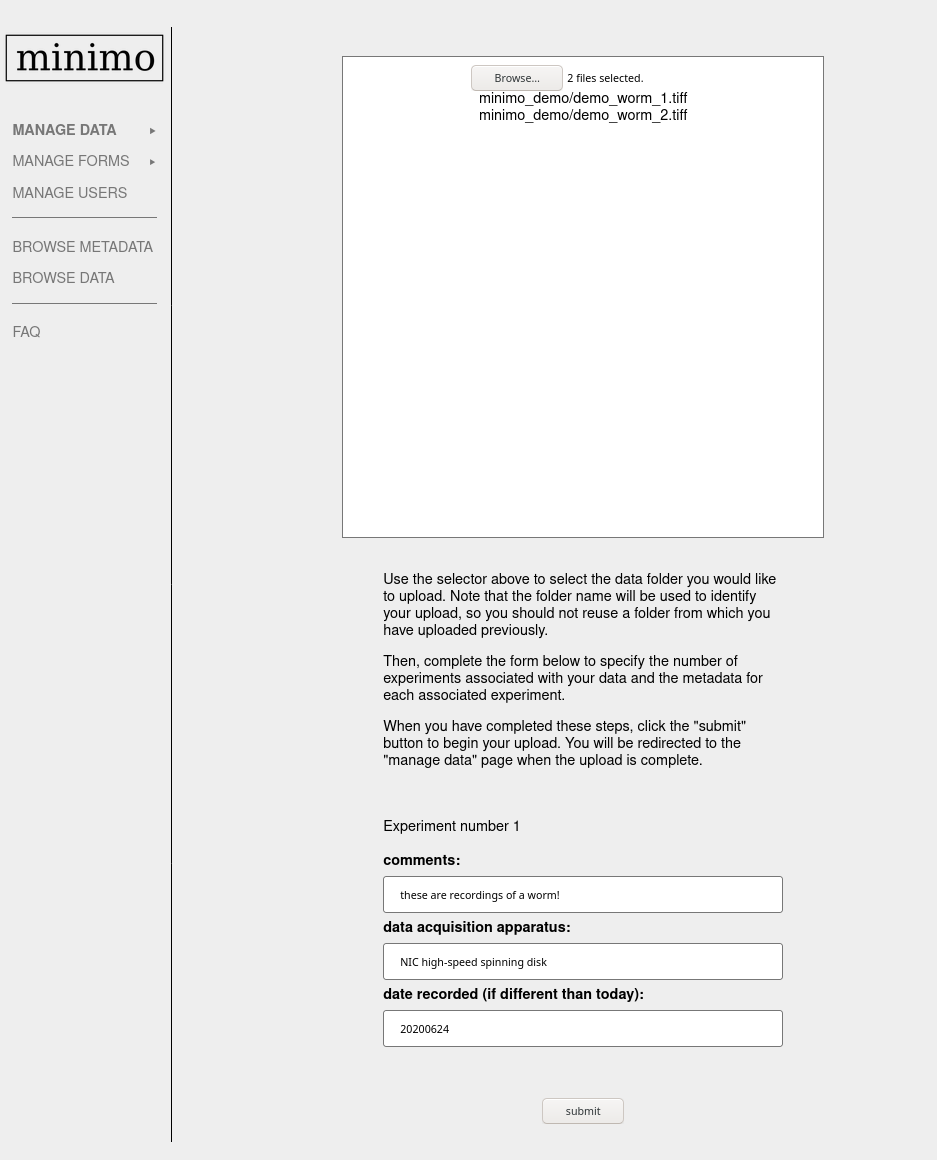 minimo
MANAGE DATA ▸
MANAGE FORMS ▸
MANAGE USERS
BROWSE METADATA
BROWSE DATA
FAQ
Browse... 2 files selected.
minimo_demo/demo_worm_1.tiff
minimo_demo/demo_worm_2.tiff
Use the selector above to select the data folder you would like
to upload. Note that the folder name will be used to identify
your upload, so you should not reuse a folder from which you
have uploaded previously.
Then, complete the form below to specify the number of
experiments associated with your data and the metadata for
each associated experiment.
When you have completed these steps, click the "submit"
button to begin your upload. You will be redirected to the
"manage data" page when the upload is complete.
Experiment number 1
comments:
these are recordings of a worm!
data acquisition apparatus:
NIC high-speed spinning disk
date recorded (if different than today):
20200624
submit